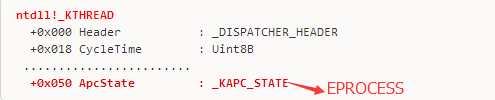 ntdll!_KTHREAD
+0x000 Header : _DISPATCHER_HEADER
+0x018 CycleTime : Uint8B
........................
+0x050 ApcState : _KAPC_STATE EPROCESS